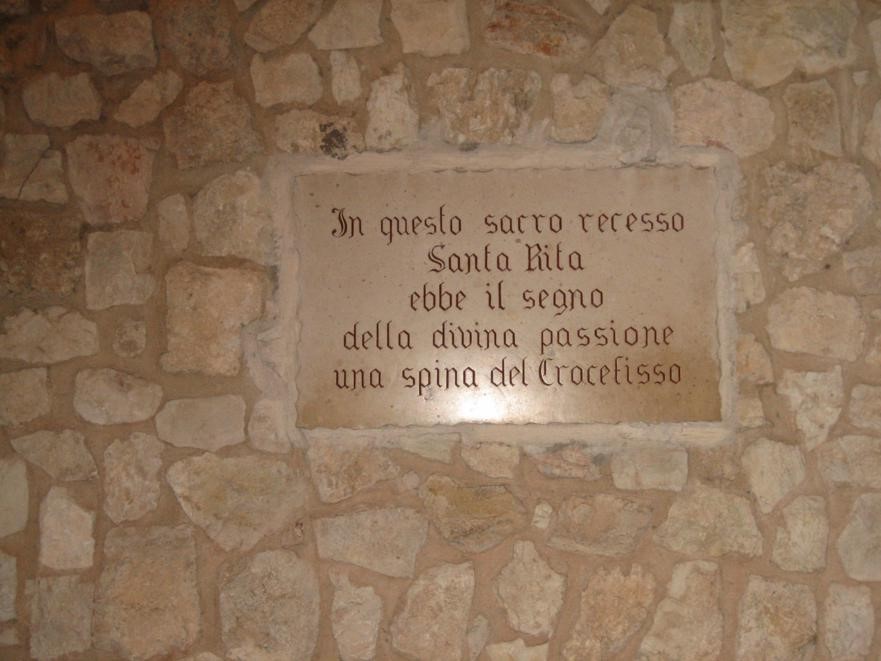 In questo sacro recesso
Santa Rita
ebbe il segno
della divina passione
una spina del Crocefisso